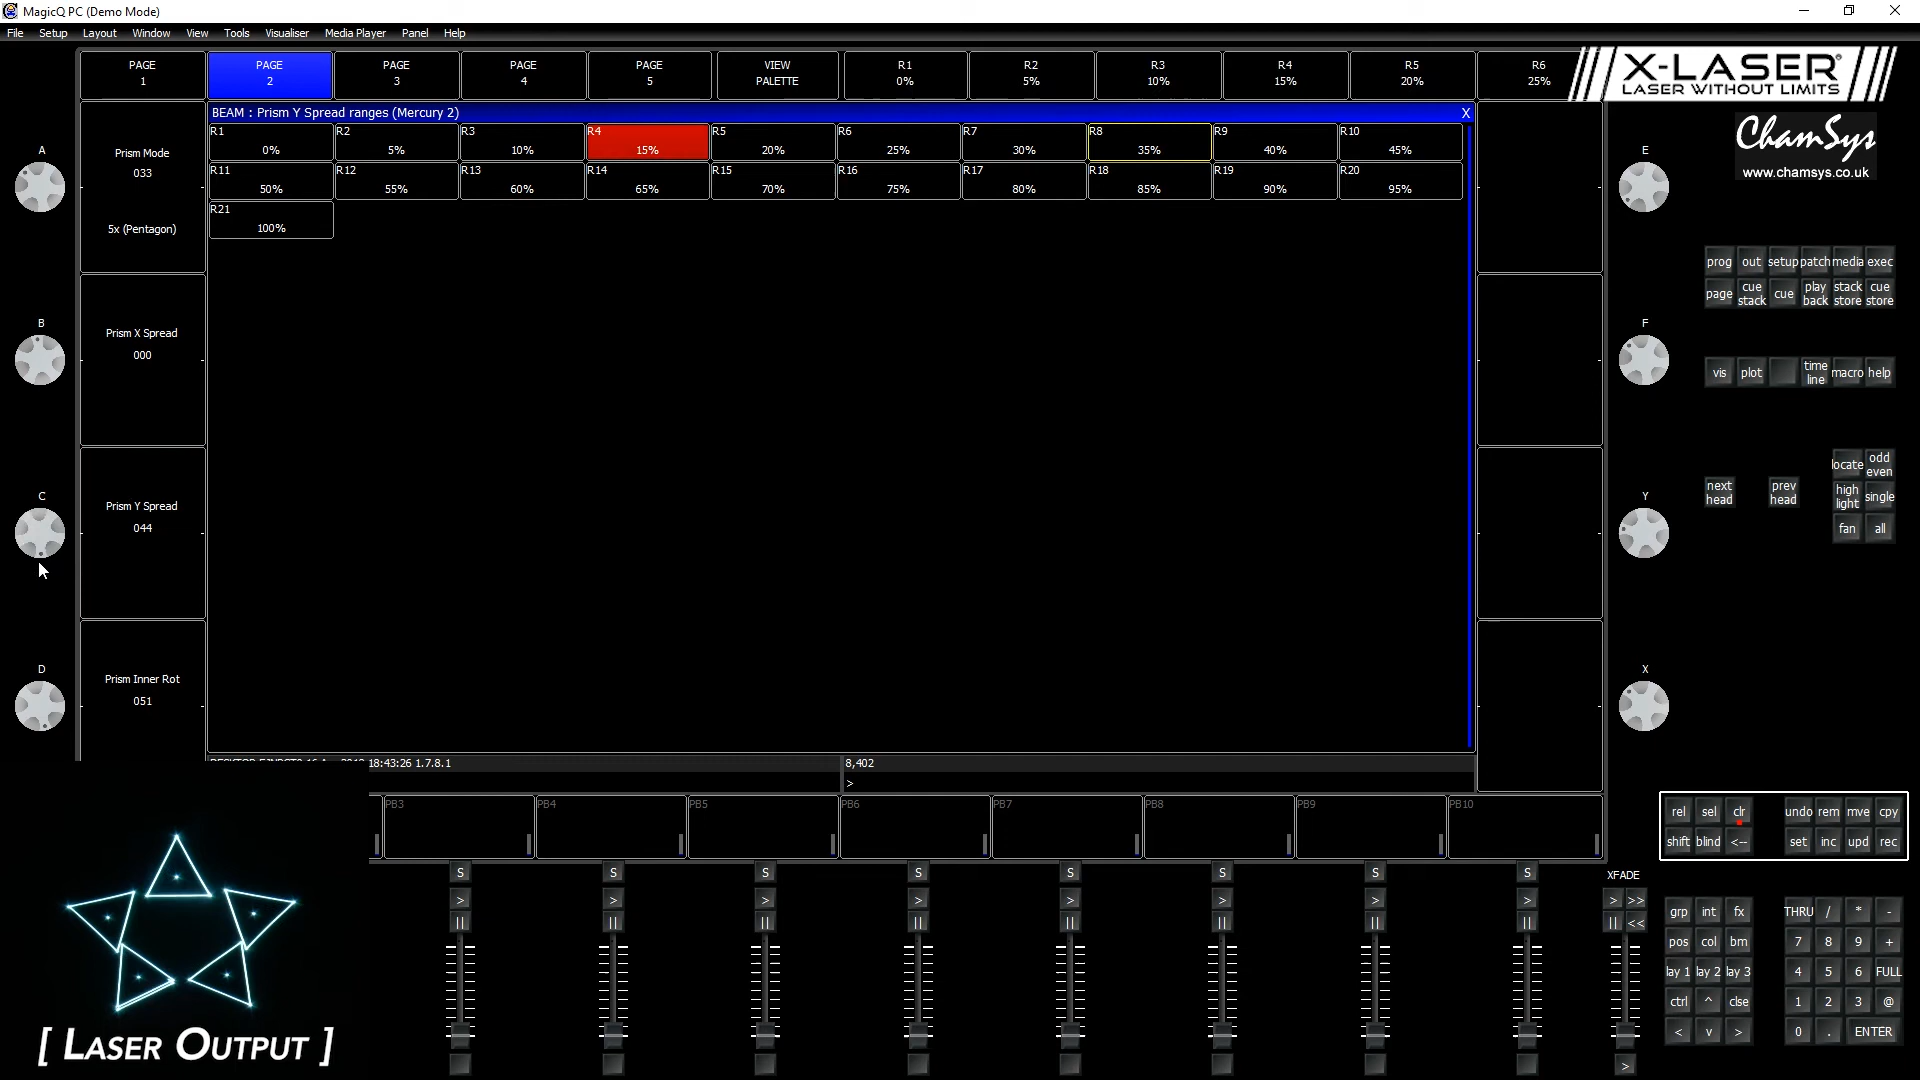 MagicQ PC (Demo Mode)
File Setup Layout Window View Tools Visualiser Media Player Panel Help
PAGE 1
PAGE 2
PAGE 3
PAGE 4
PAGE 5
VIEW PALETTE
R1 0%
R2 5%
R3 10%
R4 15%
R5 20%
R6 25%
X-LASER®
LASER WITHOUT LIMITS
ChamSys
www.chamsys.co.uk
BEAM : Prism Y Spread ranges (Mercury 2) X
R1 R2 R3 R4 R5 R6 R7 R8 R9 R10
0% 5% 10% 15% 20% 25% 30% 35% 40% 45%
R11 R12 R13 R14 R15 R16 R17 R18 R19 R20
50% 55% 60% 65% 70% 75% 80% 85% 90% 95%
R21
100%
A
Prism Mode
033
5x (Pentagon)
B
Prism X Spread
000
C
Prism Y Spread
044
D
Prism Inner Rot
051
E
F
Y
X
prog out setup patch media exec
page cue stack cue play back stack store cue store
vis plot time line macro help
next head prev head locate odd even
high light single
fan all
18:43:26 1.7.8.1
8,402
>
PB3 PB4 PB5 PB6 PB7 PB8 PB9 PB10
rel sel clr undo rem mve cpy
shift blind <-- set inc upd rec
S S S S S S S S XFADE
> > > > > > > > > >>
|| || || || || || || || || <<
>
grp int fx THRU / * -
pos col bm 7 8 9 +
lay 1 lay 2 lay 3 4 5 6 FULL
ctrl ^ clse 1 2 3 @
< v > 0 . ENTER
[ LASER OUTPUT ]